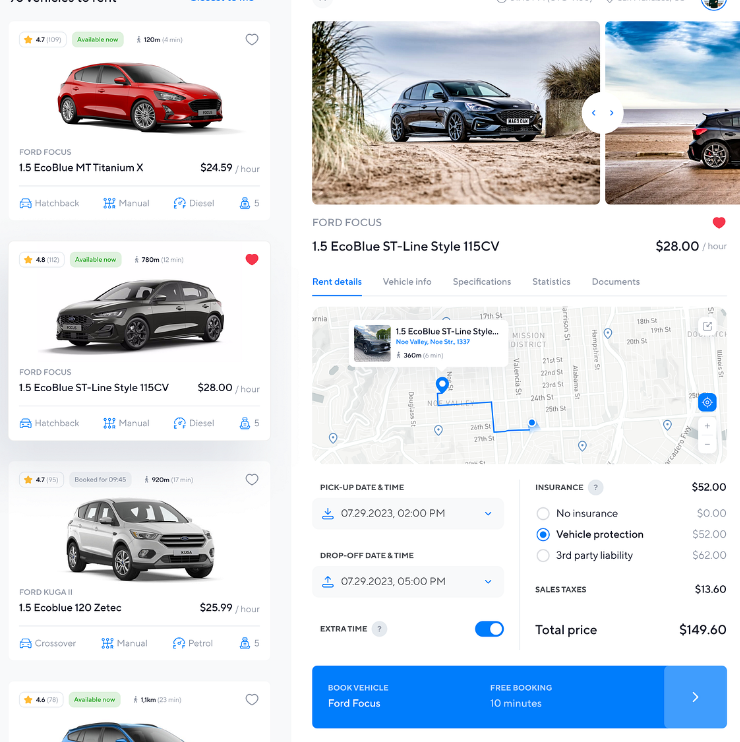 4.7 (109) Available now 120m (4 min)
FORD FOCUS
1.5 EcoBlue MT Titanium X $24.59 / hour
Hatchback Manual Diesel 5
4.8 (112) Available now 780m (12 min)
FORD FOCUS
1.5 EcoBlue ST-Line Style 115CV $28.00 / hour
Hatchback Manual Diesel 5
4.7 (95) Booked for 09:45 920m (17 min)
KUGA
FORD KUGA II
1.5 Ecoblue 120 Zetec $25.99 / hour
Crossover Manual Petrol 5
4.6 (78) Available now 1,1km (23 min)
FORD FOCUS
1.5 EcoBlue ST-Line Style 115CV $28.00 / hour
Rent details Vehicle info Specifications Statistics Documents
1.5 EcoBlue ST-Line Style...
Noe Valley, Noe Str, 1337
360m (6 min)
17th St
18th St
19th St
20th St
MISSION
DISTRICT
21st St
22nd St
23rd St
24th St
25th St
25th St
26th St
27th St
NOE VALLEY
Douglass St
Valencia St
Alabama St
Hampshire St
Illinois St
PICK-UP DATE & TIME
07.29.2023, 02:00 PM
DROP-OFF DATE & TIME
07.29.2023, 05:00 PM
EXTRA TIME ?
INSURANCE ? $52.00
No insurance $0.00
Vehicle protection $52.00
3rd party liability $62.00
SALES TAXES $13.60
Total price $149.60
BOOK VEHICLE
Ford Focus
FREE BOOKING
10 minutes